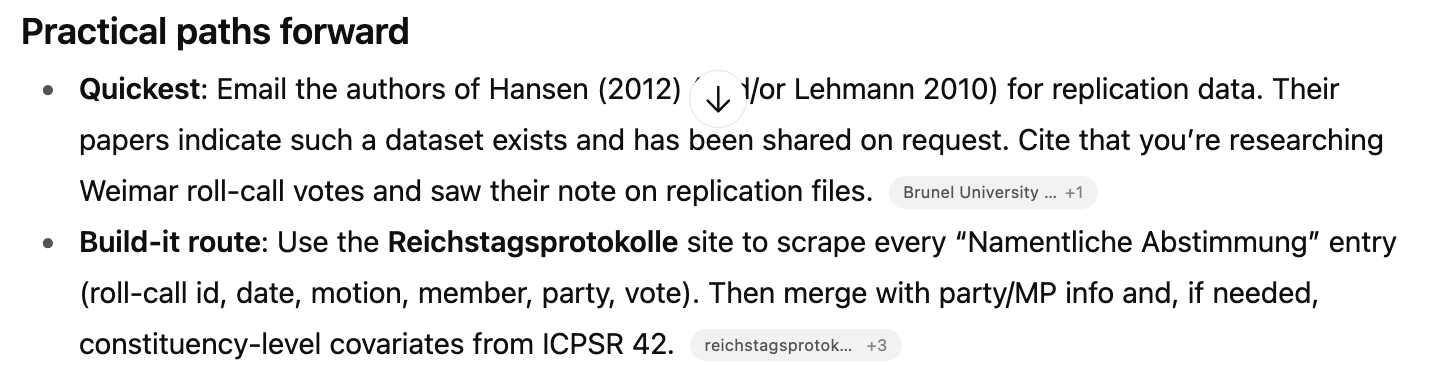 Practical paths forward
• Quickest: Email the authors of Hansen (2012) /or Lehmann 2010) for replication data. Their
papers indicate such a dataset exists and has been shared on request. Cite that you’re researching
Weimar roll-call votes and saw their note on replication files. Brunel University ... +1
• Build-it route: Use the Reichstagsprotokolle site to scrape every “Namentliche Abstimmung” entry
(roll-call id, date, motion, member, party, vote). Then merge with party/MP info and, if needed,
constituency-level covariates from ICPSR 42. reichstagsprotok... +3